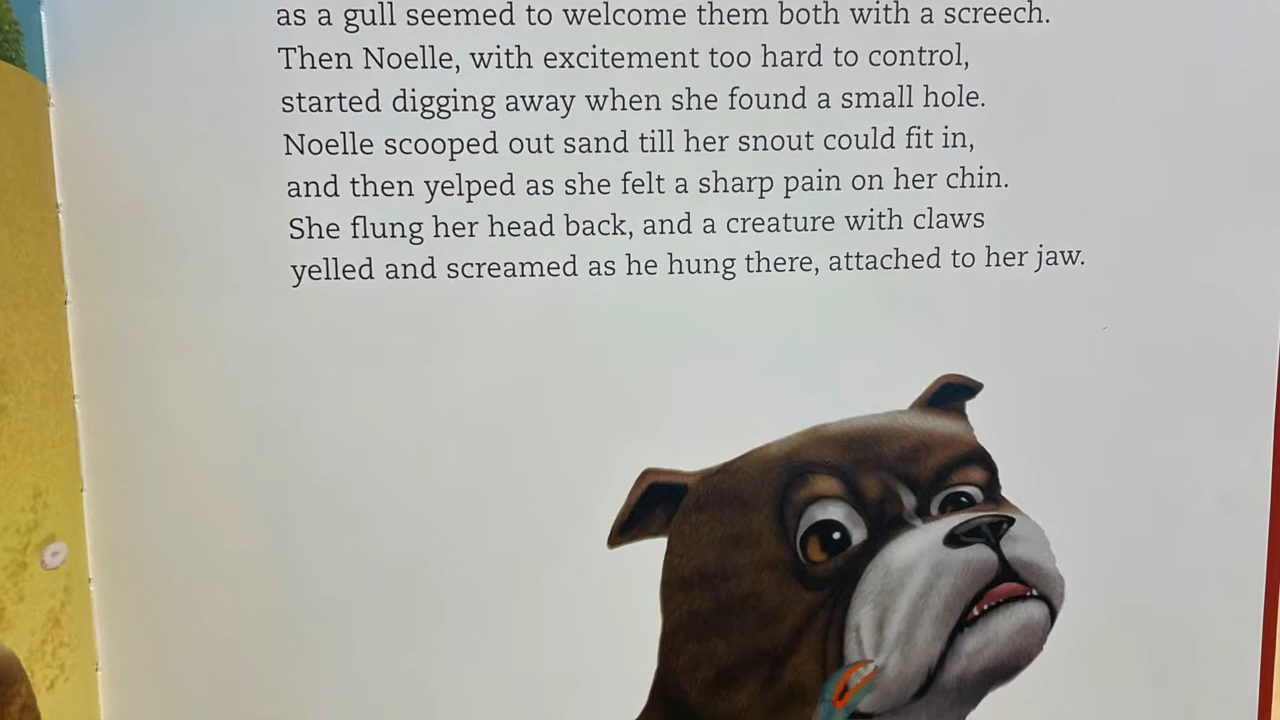 as a gull seemed to welcome them both with a screech.
Then Noelle, with excitement too hard to control,
started digging away when she found a small hole.
Noelle scooped out sand till her snout could fit in,
and then yelped as she felt a sharp pain on her chin.
She flung her head back, and a creature with claws
yelled and screamed as he hung there, attached to her jaw.